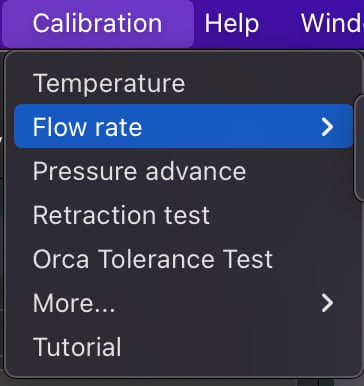 Calibration Help Wind
Temperature
Flow rate
Pressure advance
Retraction test
Orca Tolerance Test
More...
Tutorial